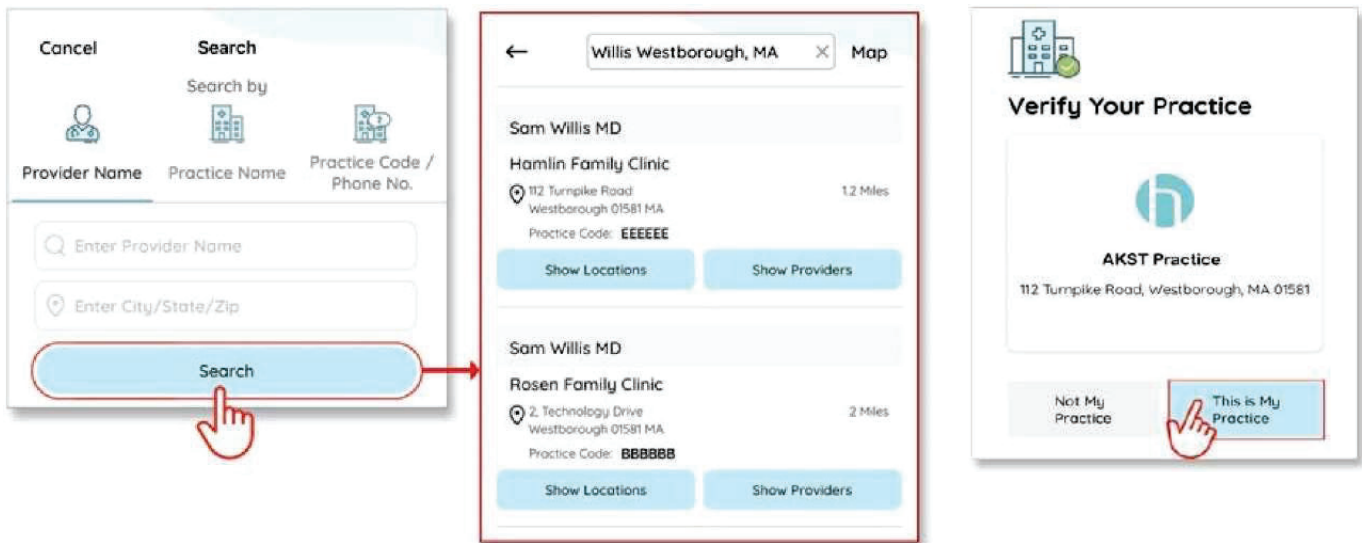 Cancel
Search
Search by
Provider Name
Practice Name
Practice Code /
Phone No.
Enter Provider Name
Enter City/State/Zip
Search
Willis Westborough, MA
Map
Sam Willis MD
Hamlin Family Clinic
112 Turnpike Road
1.2 Miles
Westborough 01581 MA
Practice Code: EEEEEE
Show Locations
Show Providers
Sam Willis MD
Rosen Family Clinic
2, Technology Drive
2 Miles
Westborough 01581 MA
Practice Code: BBBBBB
Show Locations
Show Providers
Verify Your Practice
AKST Practice
112 Turnpike Road, Westborough, MA 01581
Not My
Practice
This is My
Practice